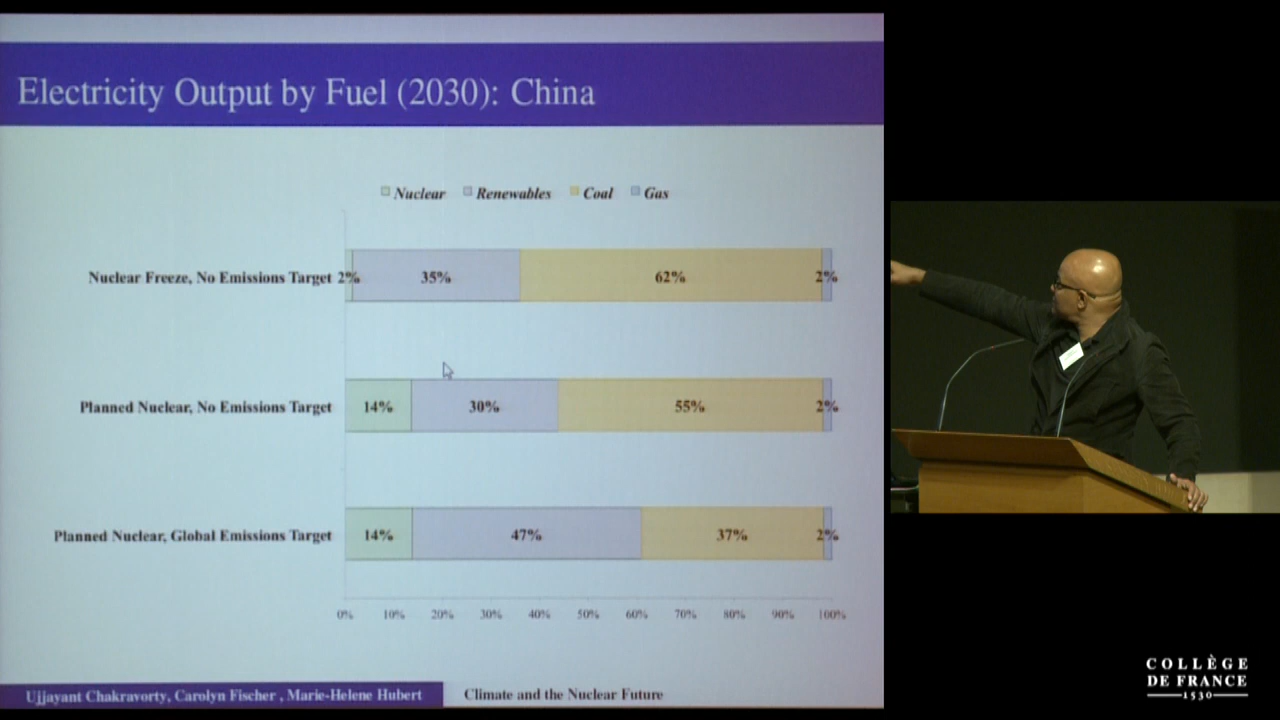 Electricity Output by Fuel (2030): China
Nuclear Renewables Coal Gas
Nuclear Freeze, No Emissions Target 2% 35% 62% 2%
Planned Nuclear, No Emissions Target 14% 30% 55% 2%
Planned Nuclear, Global Emissions Target 14% 47% 37% 2%
0% 10% 20% 30% 40% 50% 60% 70% 80% 90% 100%
Ujjayant Chakravorty, Carolyn Fischer , Marie-Helene Hubert Climate and the Nuclear Future
COLLÈGE
DE FRANCE
1530